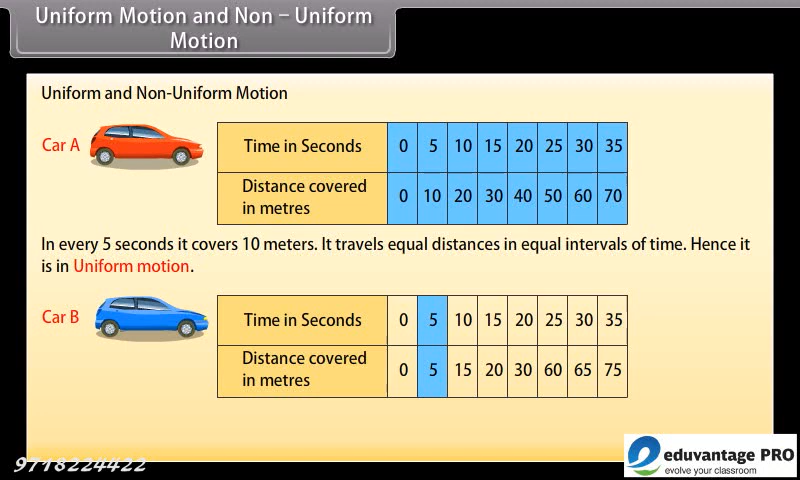 Uniform Motion and Non – Uniform
Motion
Uniform and Non-Uniform Motion
Car A
Time in Seconds 0 5 10 15 20 25 30 35
Distance covered
in metres 0 10 20 30 40 50 60 70
In every 5 seconds it covers 10 meters. It travels equal distances in equal intervals of time. Hence it
is in Uniform motion.
Car B
Time in Seconds 0 5 10 15 20 25 30 35
Distance covered
in metres 0 5 15 20 30 60 65 75
9718224422
eduvantage PRO
evolve your classroom